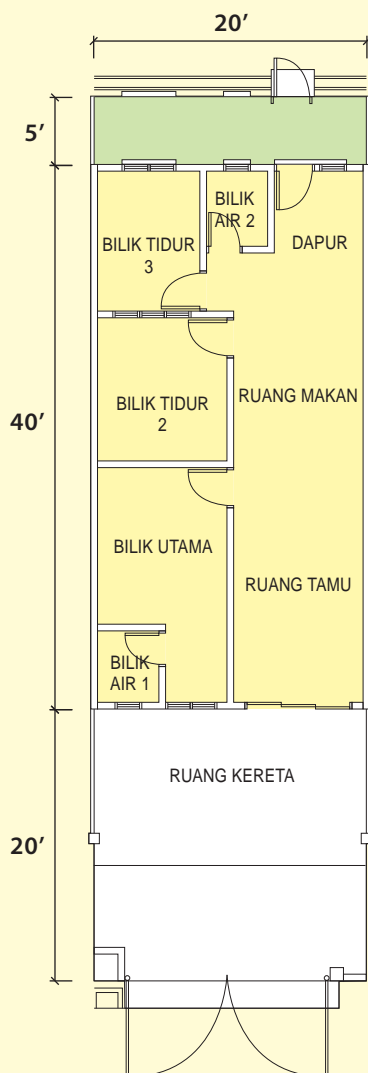 20’
5’
BILIK
AIR 2
DAPUR
BILIK TIDUR
3
40’
BILIK TIDUR
2
RUANG MAKAN
BILIK UTAMA
RUANG TAMU
BILIK
AIR 1
RUANG KERETA
20’